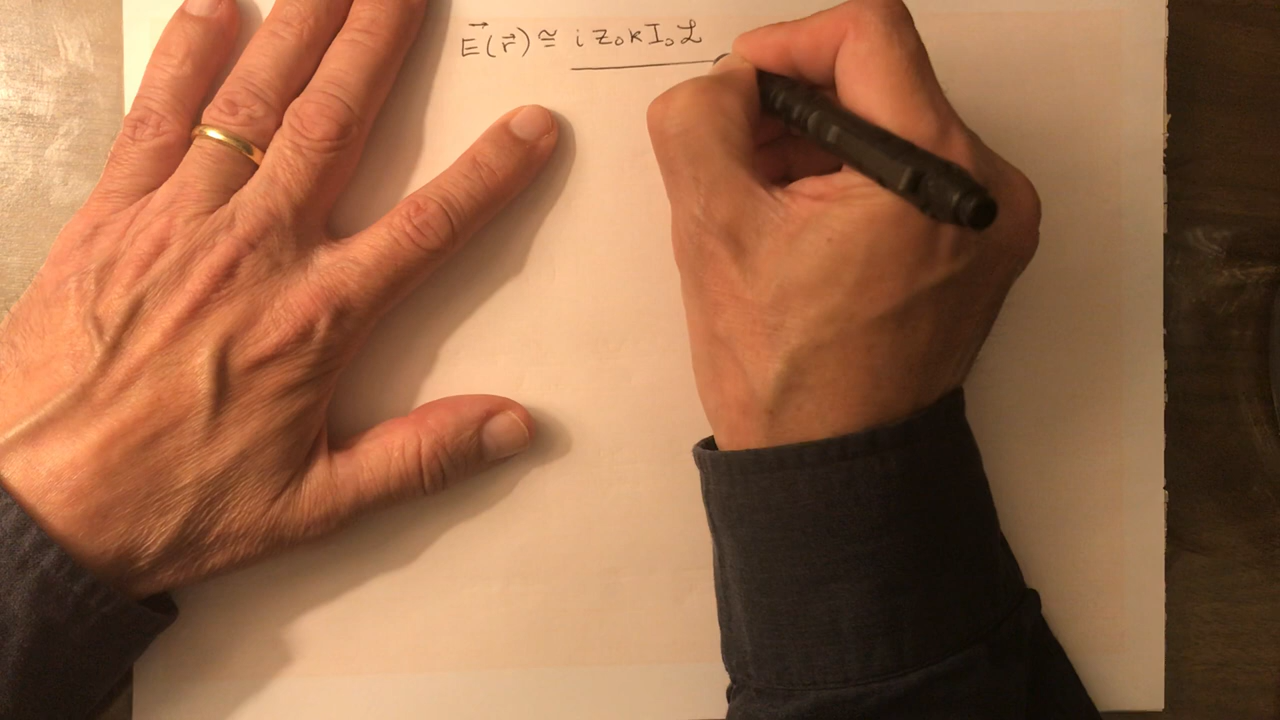 E⃗(r⃗) ≅ i Z₀ k I₀ ℒ